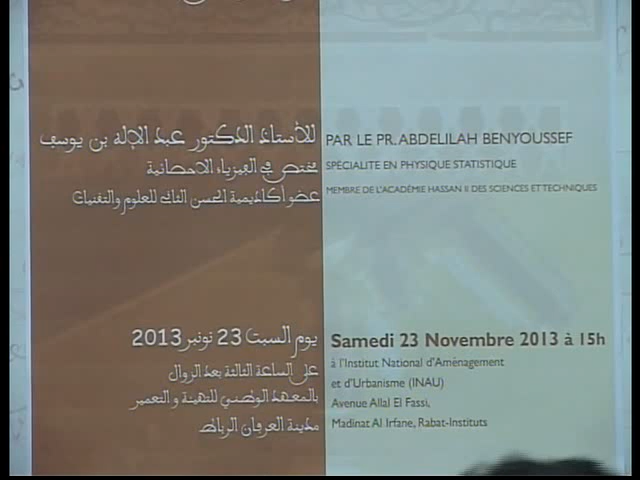 للأستاذ الدكتور عبد الإله بن يوسف
مختص في الفيزياء الاحصائية
عضو أكاديمية الحسن الثاني للعلوم والتقنيات
يوم السبت 23 نونبر 2013
على الساعة الثالثة بعد الزوال
بالمعهد الوطني للتهيئة و التعمير
مدينة العرفان الرباط
PAR LE PR. ABDELILAH BENYOUSSEF
SPÉCIALITE EN PHYSIQUE STATISTIQUE
MEMBRE DE L'ACADÉMIE HASSAN II DES SCIENCES ET TECHNIQUES
Samedi 23 Novembre 2013 à 15h
à l'Institut National d'Aménagement
et d'Urbanisme (INAU)
Avenue Allal El Fassi,
Madinat Al Irfane, Rabat-Instituts